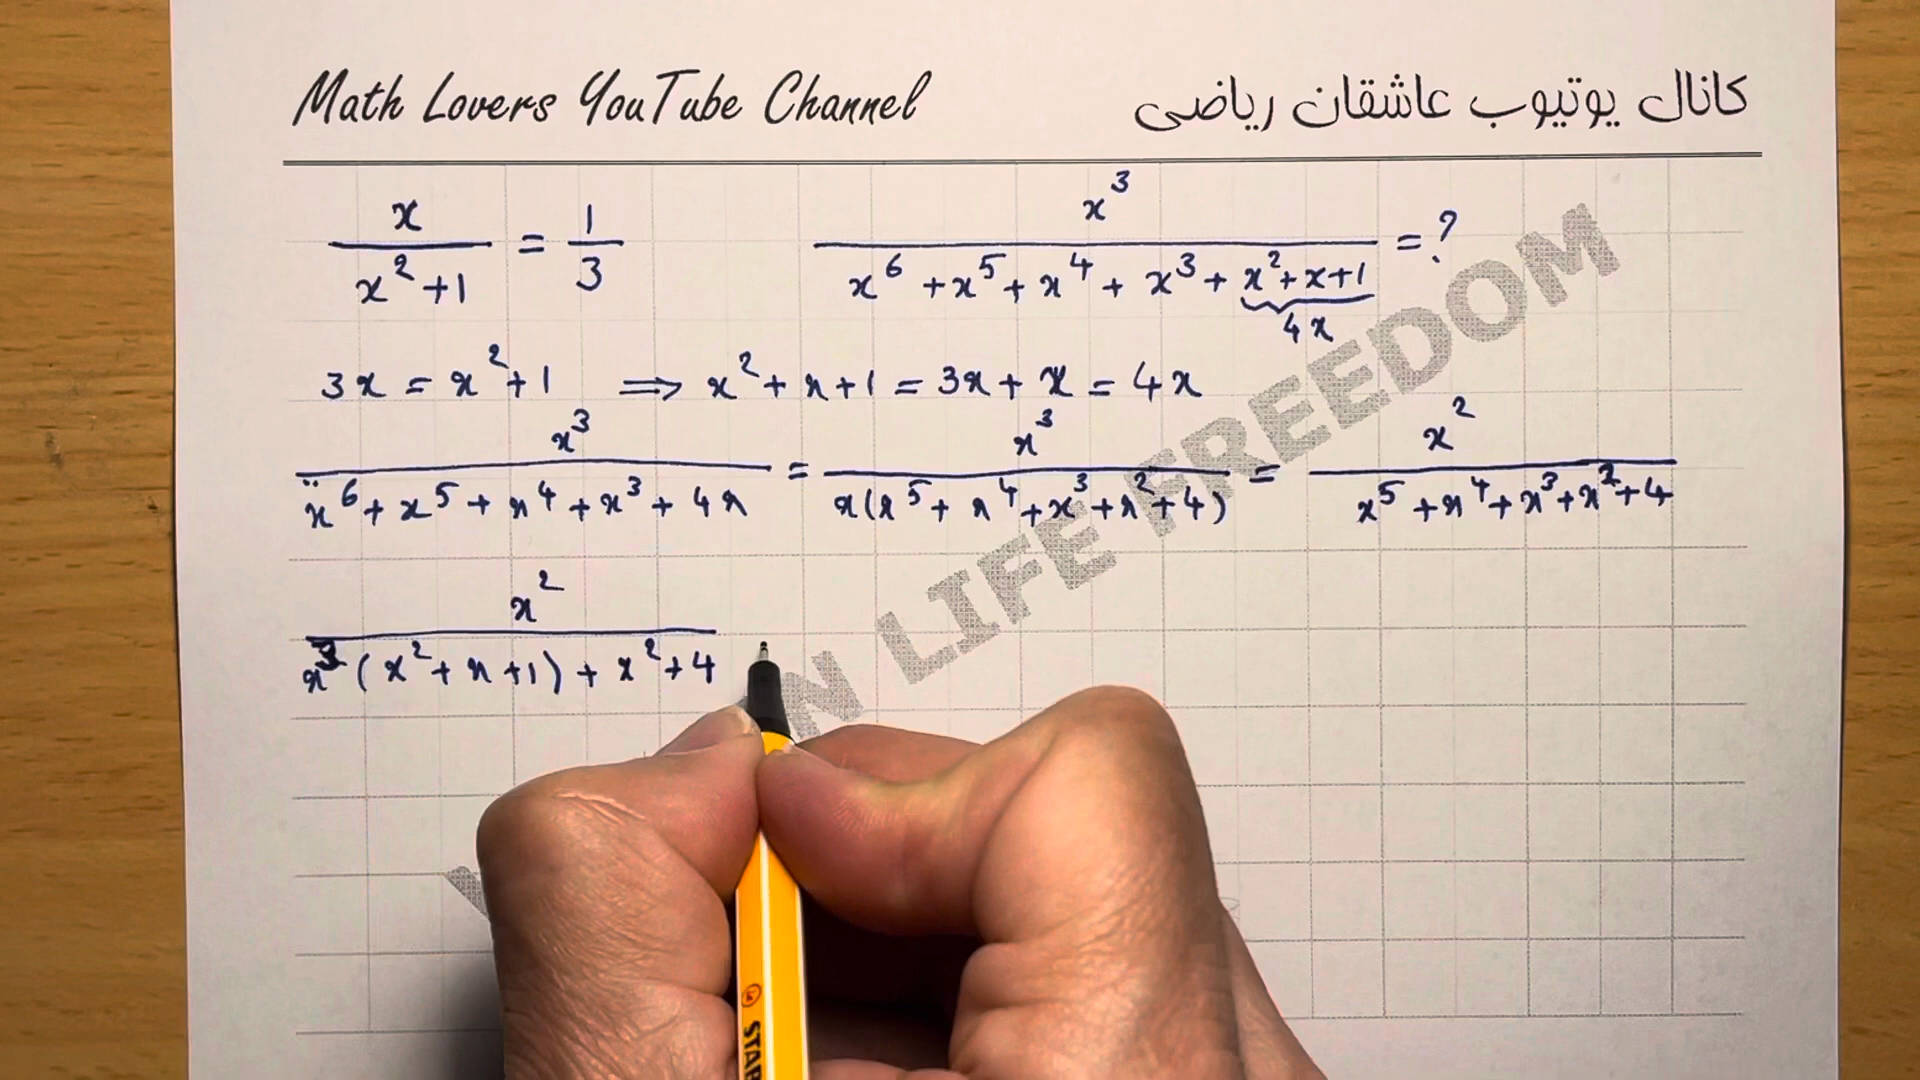 Math Lovers YouTube Channel
کانال یوتیوب عاشقان ریاضی
x/(x²+1) = 1/3
x³/(x⁶+x⁵+x⁴+x³+x²+x+1) = ?
4x
3x = x²+1 ⟹ x²+x+1 = 3x+x = 4x
x³/(x⁶+x⁵+x⁴+x³+4x) = x³/(x(x⁵+x⁴+x³+x²+4)) = x²/(x⁵+x⁴+x³+x²+4)
x²/(x³(x²+x+1)+x²+4)
N LIFE FREEDOM
STAB